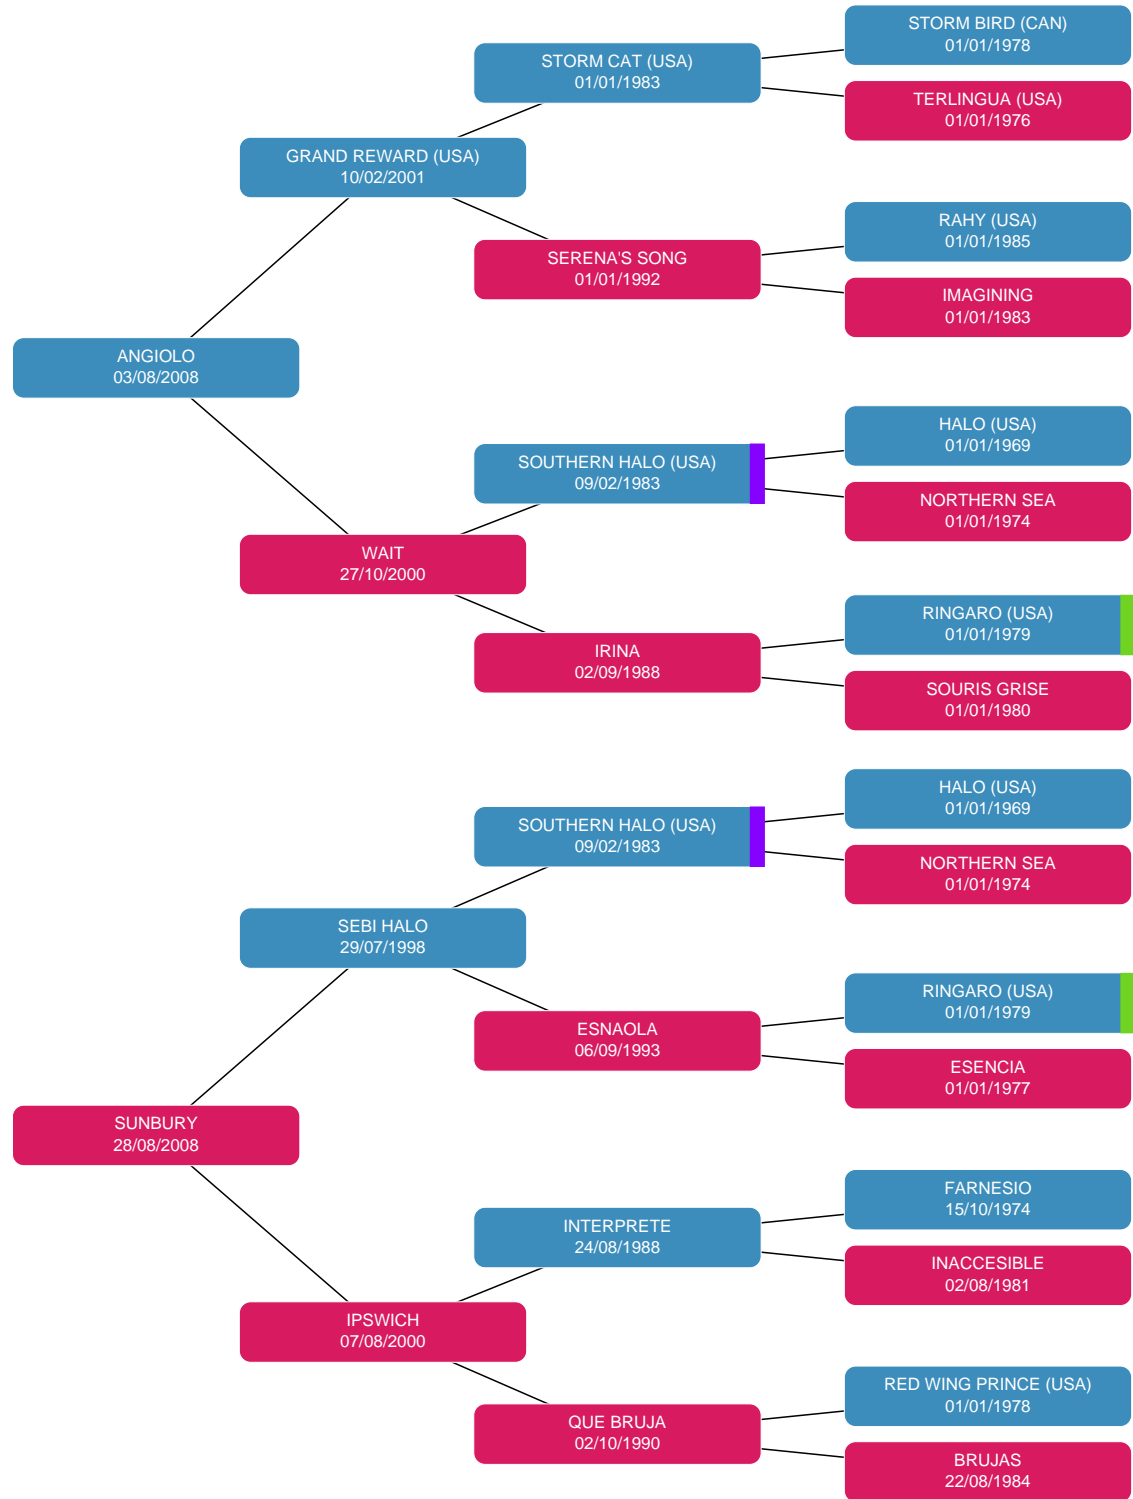 STORM BIRD (CAN)
01/01/1978
STORM CAT (USA)
01/01/1983
TERLINGUA (USA)
01/01/1976
GRAND REWARD (USA)
10/02/2001
RAHY (USA)
01/01/1985
SERENA'S SONG
01/01/1992
IMAGINING
01/01/1983
ANGIOLO
03/08/2008
HALO (USA)
01/01/1969
SOUTHERN HALO (USA)
09/02/1983
NORTHERN SEA
01/01/1974
WAIT
27/10/2000
RINGARO (USA)
01/01/1979
IRINA
02/09/1988
SOURIS GRISE
01/01/1980
HALO (USA)
01/01/1969
SOUTHERN HALO (USA)
09/02/1983
NORTHERN SEA
01/01/1974
SEBI HALO
29/07/1998
RINGARO (USA)
01/01/1979
ESNAOLA
06/09/1993
ESENCIA
01/01/1977
SUNBURY
28/08/2008
FARNESIO
15/10/1974
INTERPRETE
24/08/1988
INACCESIBLE
02/08/1981
IPSWICH
07/08/2000
RED WING PRINCE (USA)
01/01/1978
QUE BRUJA
02/10/1990
BRUJAS
22/08/1984